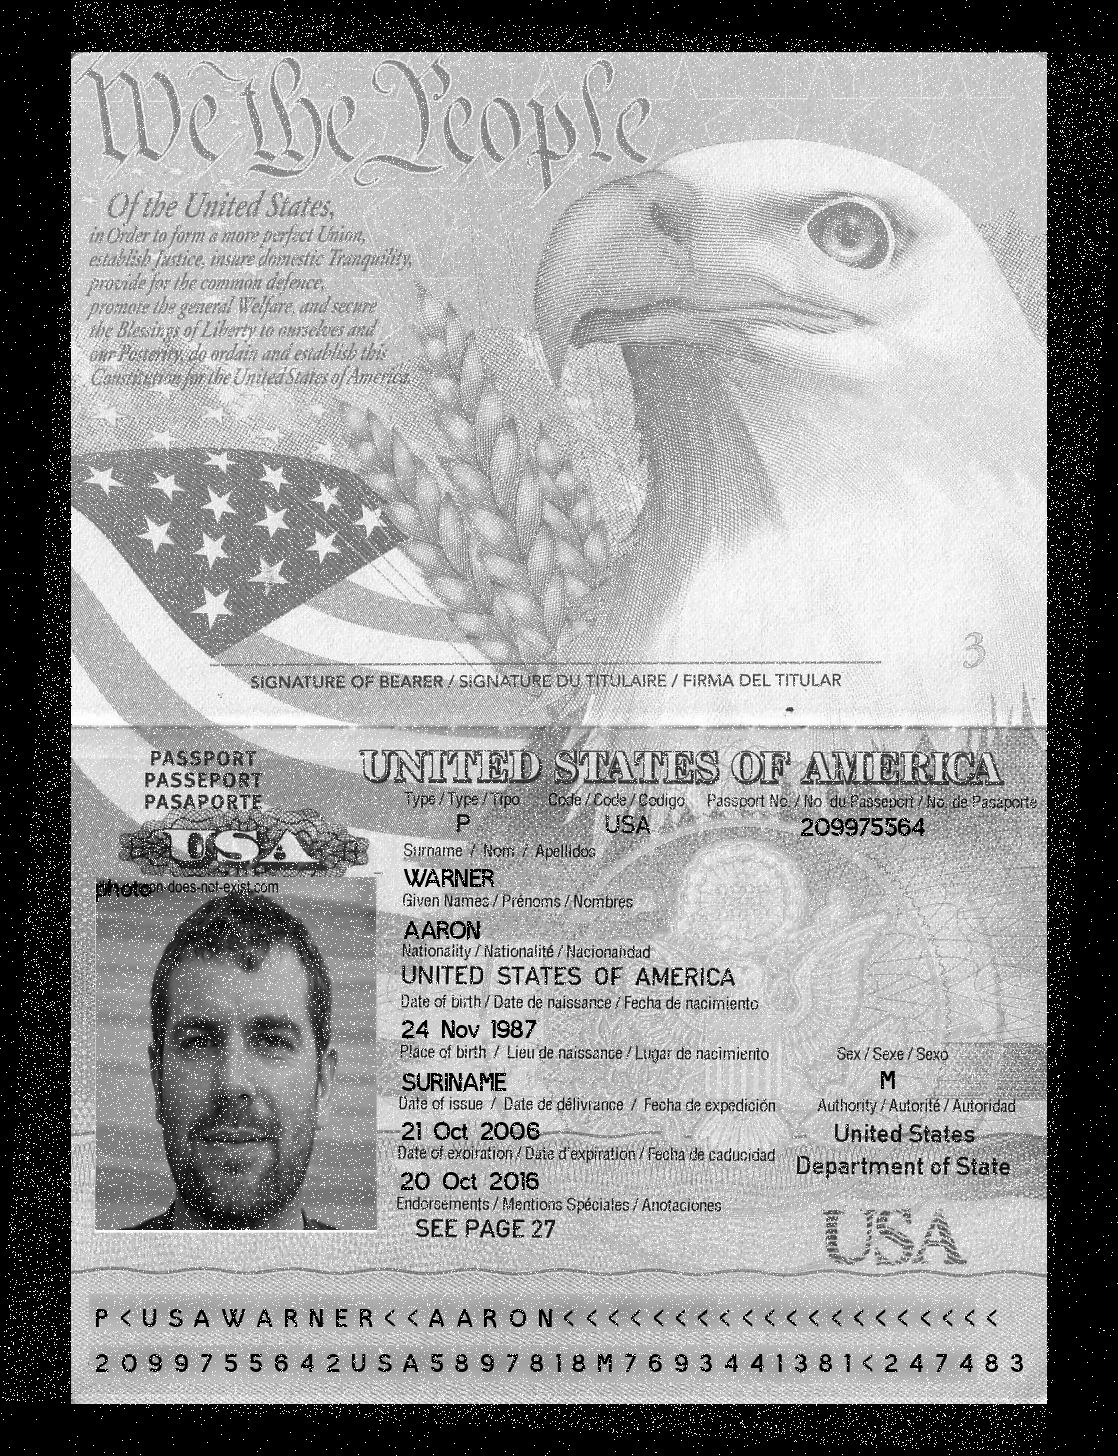 We the People
Of the United States,
in Order to form a more perfect Union,
establish Justice, insure domestic Tranquility,
provide for the common defence,
promote the general Welfare, and secure
the Blessings of Liberty to ourselves and
our Posterity, do ordain and establish this
Constitution for the United States of America.
3
SIGNATURE OF BEARER / SIGNATURE DU TITULAIRE / FIRMA DEL TITULAR
PASSPORT
PASSEPORT
PASAPORTE
USA
UNITED STATES OF AMERICA
Type / Type / Tipo Code / Code / Codigo Passport No. / No. du Passeport / No. de Pasaporte
P USA 209975564
Surname / Nom / Apellidos
WARNER
Given Names / Prénoms / Nombres
AARON
Nationality / Nationalité / Nacionalidad
UNITED STATES OF AMERICA
Date of birth / Date de naissance / Fecha de nacimiento
24 Nov 1987
Place of birth / Lieu de naissance / Lugar de nacimiento Sex / Sexe / Sexo
SURINAME M
Date of issue / Date de délivrance / Fecha de expedición Authority / Autorité / Autoridad
21 Oct 2006 United States
Date of expiration / Date d'expiration / Fecha de caducidad Department of State
20 Oct 2016
Endorsements / Mentions Spéciales / Anotaciones
SEE PAGE 27
USA
photo on-does-not-exist.com
P<USAWARNER<<AARON<<<<<<<<<<<<<<<<<<<<
2099755642USA5897818M7693441381<247483